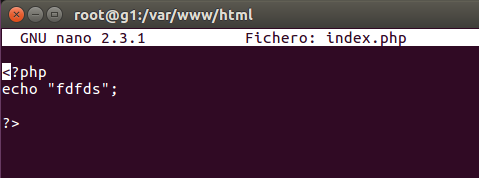 root@g1:/var/www/html
GNU nano 2.3.1 Fichero: index.php
<?php
echo "fdfds";
?>